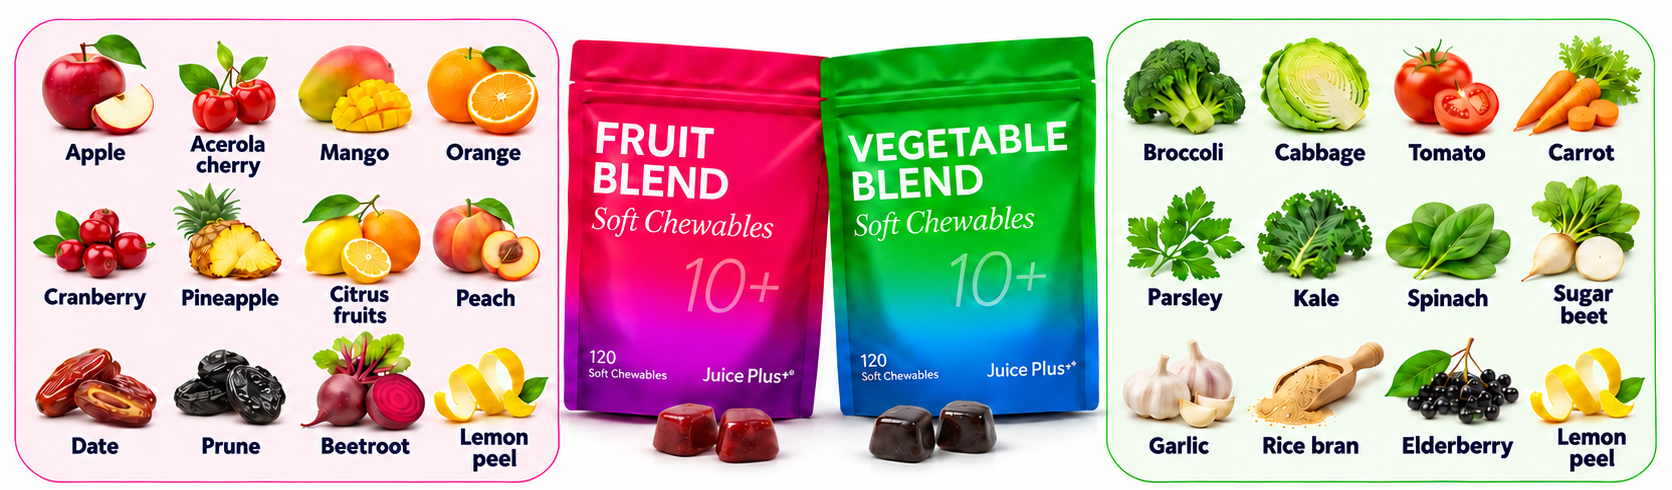 Apple
Acerola
cherry
Mango
Orange
Cranberry
Pineapple
Citrus
fruits
Peach
Date
Prune
Beetroot
Lemon
peel
FRUIT
BLEND
Soft Chewables
10+
120
Soft Chewables
Juice Plus+®
VEGETABLE
BLEND
Soft Chewables
10+
120
Soft Chewables
Juice Plus+®
Broccoli
Cabbage
Tomato
Carrot
Parsley
Kale
Spinach
Sugar
beet
Garlic
Rice bran
Elderberry
Lemon
peel